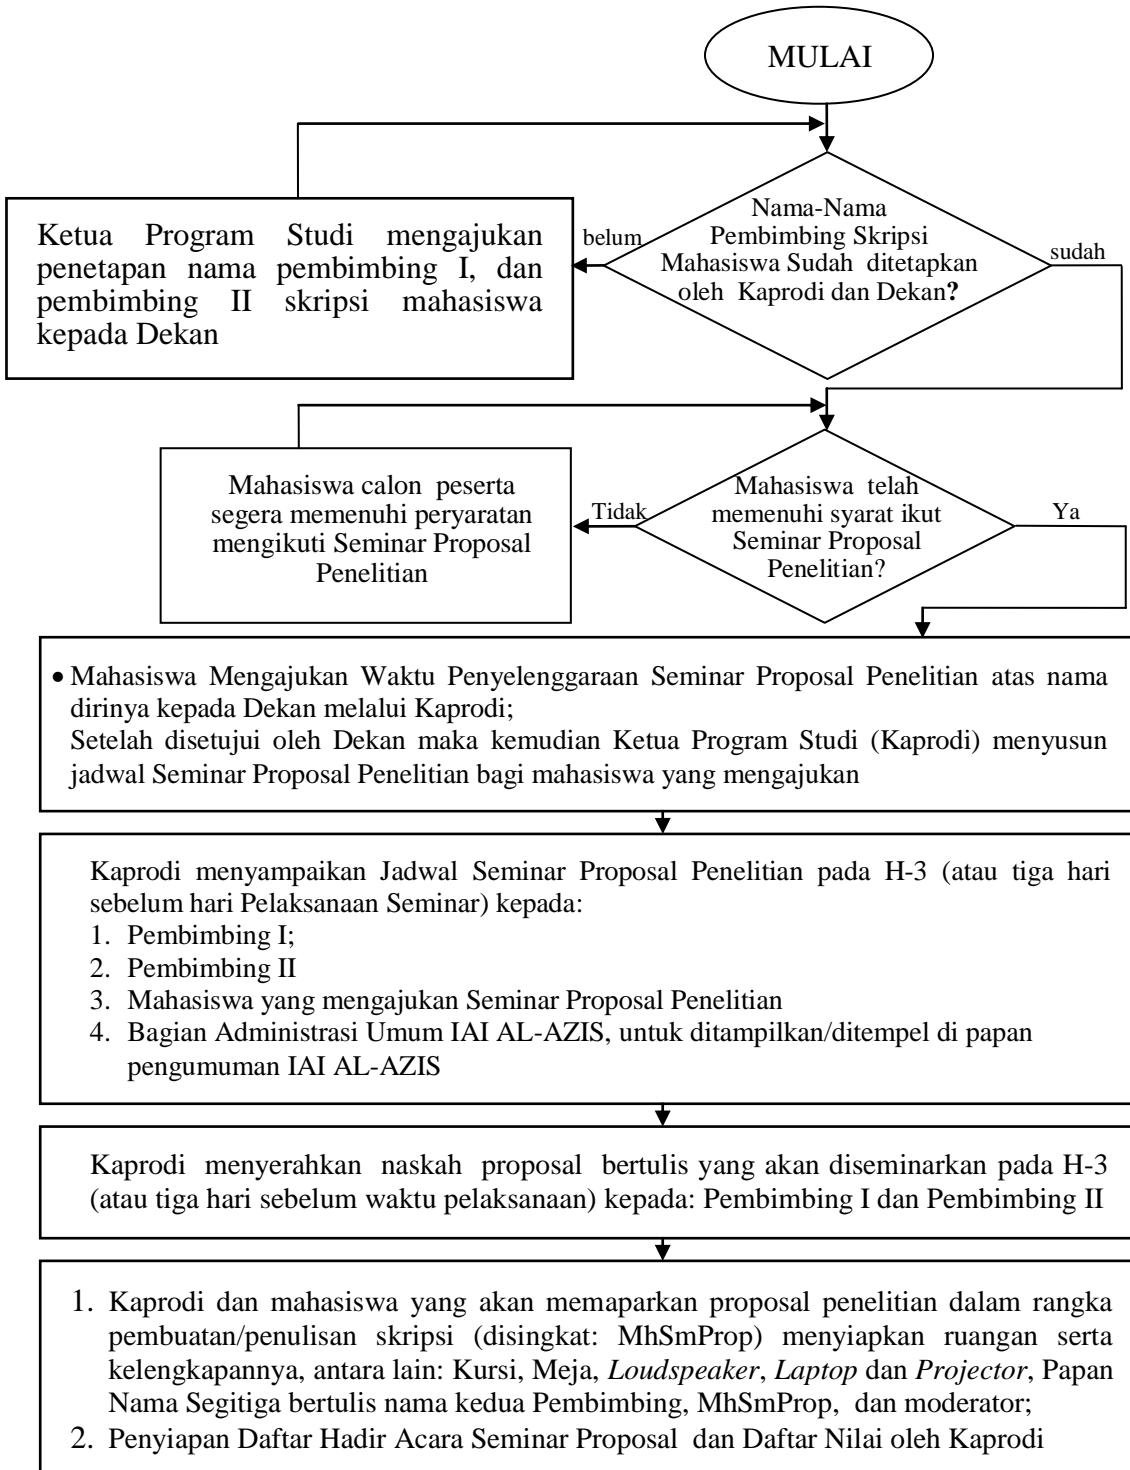 MULAI
Nama-Nama
Pembimbing Skripsi
Mahasiswa Sudah ditetapkan
oleh Kaprodi dan Dekan?
belum
sudah
Ketua Program Studi mengajukan
penetapan nama pembimbing I, dan
pembimbing II skripsi mahasiswa
kepada Dekan
Mahasiswa telah
memenuhi syarat ikut
Seminar Proposal
Penelitian?
Tidak
Ya
Mahasiswa calon peserta
segera memenuhi peryaratan
mengikuti Seminar Proposal
Penelitian
• Mahasiswa Mengajukan Waktu Penyelenggaraan Seminar Proposal Penelitian atas nama
dirinya kepada Dekan melalui Kaprodi;
Setelah disetujui oleh Dekan maka kemudian Ketua Program Studi (Kaprodi) menyusun
jadwal Seminar Proposal Penelitian bagi mahasiswa yang mengajukan
Kaprodi menyampaikan Jadwal Seminar Proposal Penelitian pada H-3 (atau tiga hari
sebelum hari Pelaksanaan Seminar) kepada:
1. Pembimbing I;
2. Pembimbing II
3. Mahasiswa yang mengajukan Seminar Proposal Penelitian
4. Bagian Administrasi Umum IAI AL-AZIS, untuk ditampilkan/ditempel di papan
pengumuman IAI AL-AZIS
Kaprodi menyerahkan naskah proposal bertulis yang akan diseminarkan pada H-3
(atau tiga hari sebelum waktu pelaksanaan) kepada: Pembimbing I dan Pembimbing II
1. Kaprodi dan mahasiswa yang akan memaparkan proposal penelitian dalam rangka
pembuatan/penulisan skripsi (disingkat: MhSmProp) menyiapkan ruangan serta
kelengkapannya, antara lain: Kursi, Meja, Loudspeaker, Laptop dan Projector, Papan
Nama Segitiga bertulis nama kedua Pembimbing, MhSmProp, dan moderator;
2. Penyiapan Daftar Hadir Acara Seminar Proposal dan Daftar Nilai oleh Kaprodi